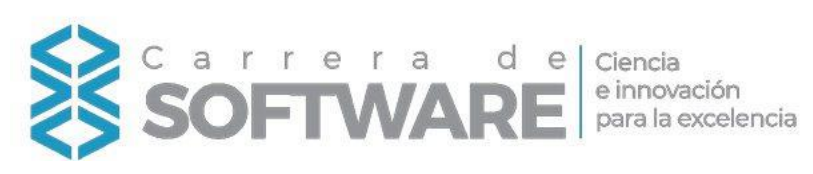 Carrera de
SOFTWARE
Ciencia
e innovación
para la excelencia